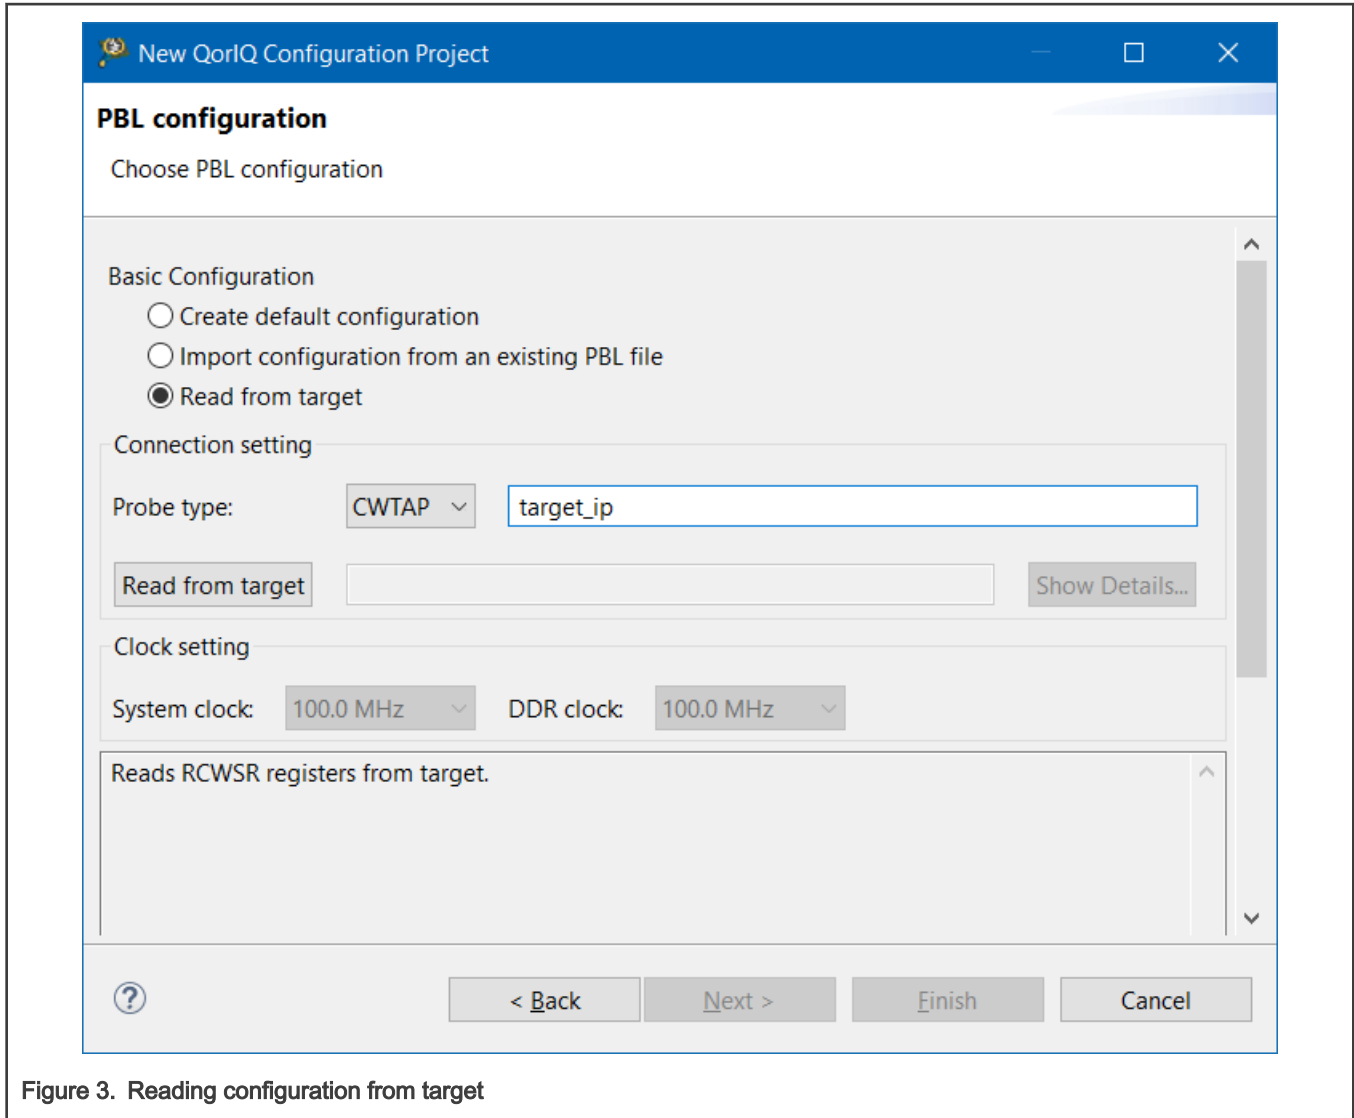 New QorIQ Configuration Project
PBL configuration
Choose PBL configuration
Basic Configuration
Create default configuration
Import configuration from an existing PBL file
Read from target
Connection setting
Probe type: CWTAP target_ip
Read from target Show Details...
Clock setting
System clock: 100.0 MHz DDR clock: 100.0 MHz
Reads RCWSR registers from target.
? < Back Next > Finish Cancel
Figure 3. Reading configuration from target